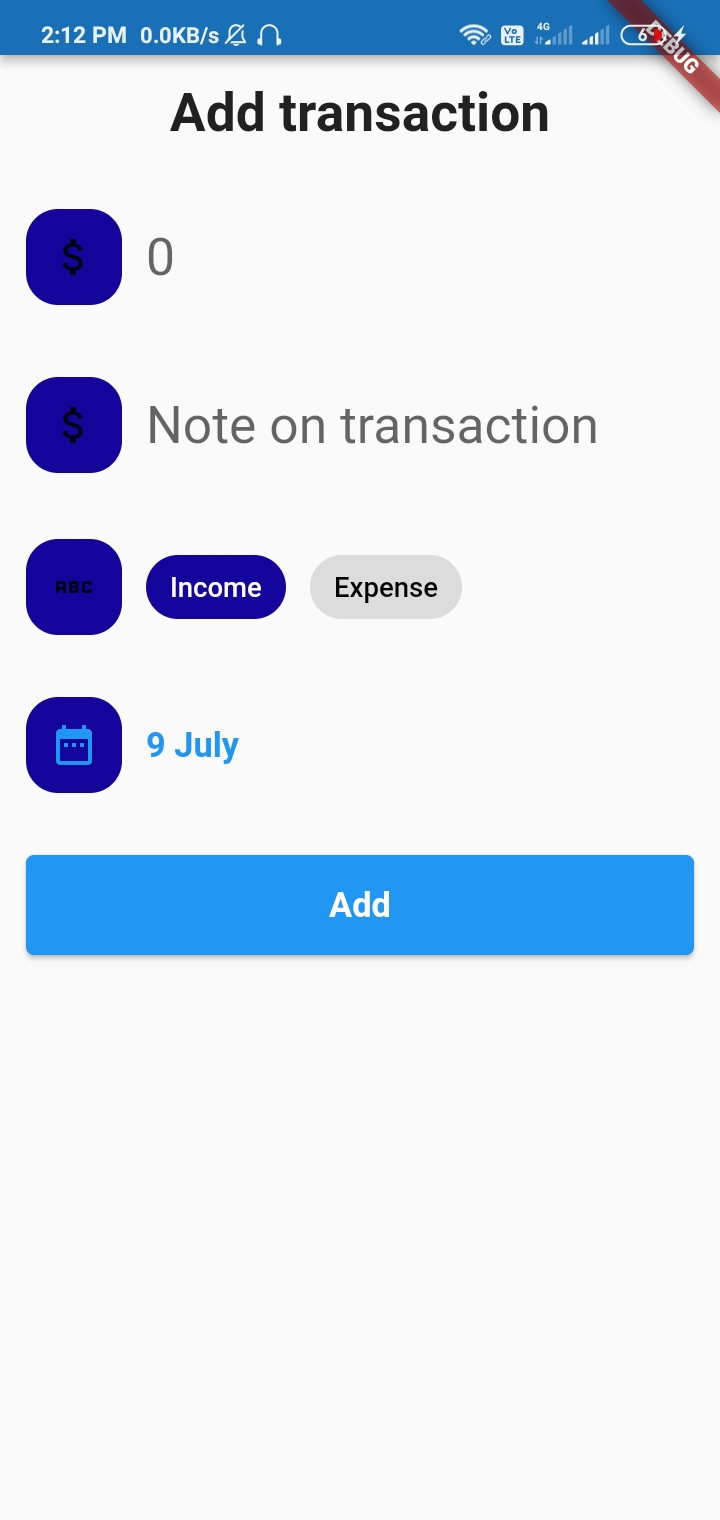 2:12 PM 0.0KB/s Vo LTE 4G 6
DEBUG
Add transaction
$ 0
$ Note on transaction
ABC Income Expense
9 July
Add